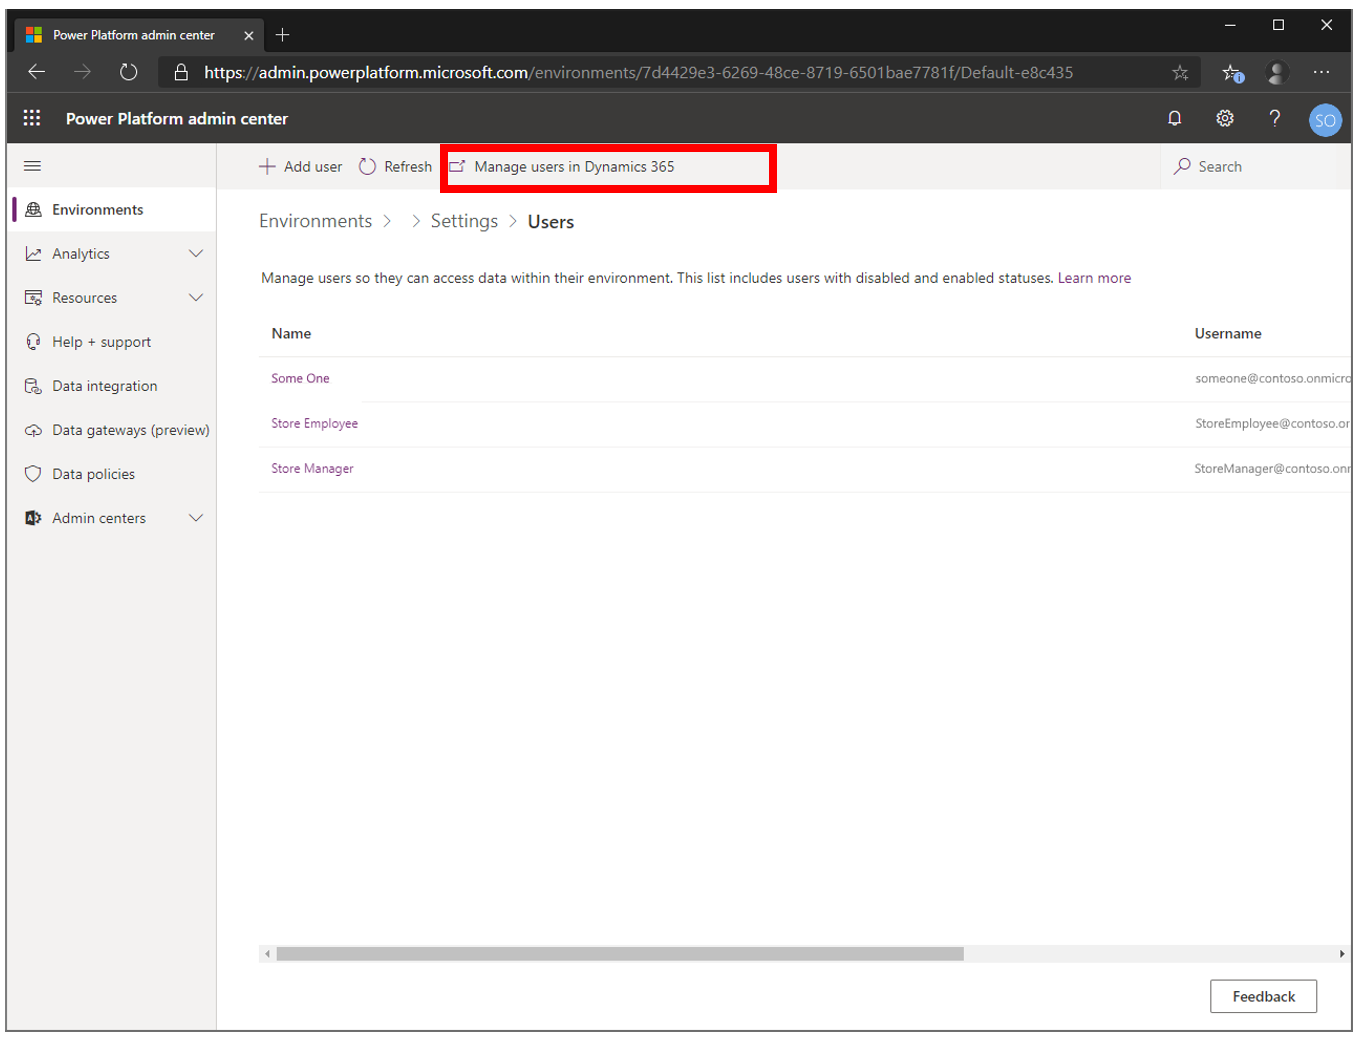 Power Platform admin center
https://admin.powerplatform.microsoft.com/environments/7d4429e3-6269-48ce-8719-6501bae7781f/Default-e8c435
Power Platform admin center
SO
Add user
Refresh
Manage users in Dynamics 365
Search
Environments
Analytics
Resources
Help + support
Data integration
Data gateways (preview)
Data policies
Admin centers
Environments > > Settings > Users
Manage users so they can access data within their environment. This list includes users with disabled and enabled statuses. Learn more
Name Username
Some One someone@contoso.onmicro
Store Employee StoreEmployee@contoso.or
Store Manager StoreManager@contoso.onr
Feedback